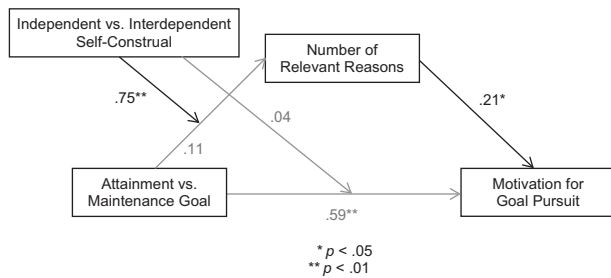 Independent vs. Interdependent
Self-Construal
Number of
Relevant Reasons
.75**
.04
.21*
.11
Attainment vs.
Maintenance Goal
Motivation for
Goal Pursuit
.59**
* p < .05
** p < .01